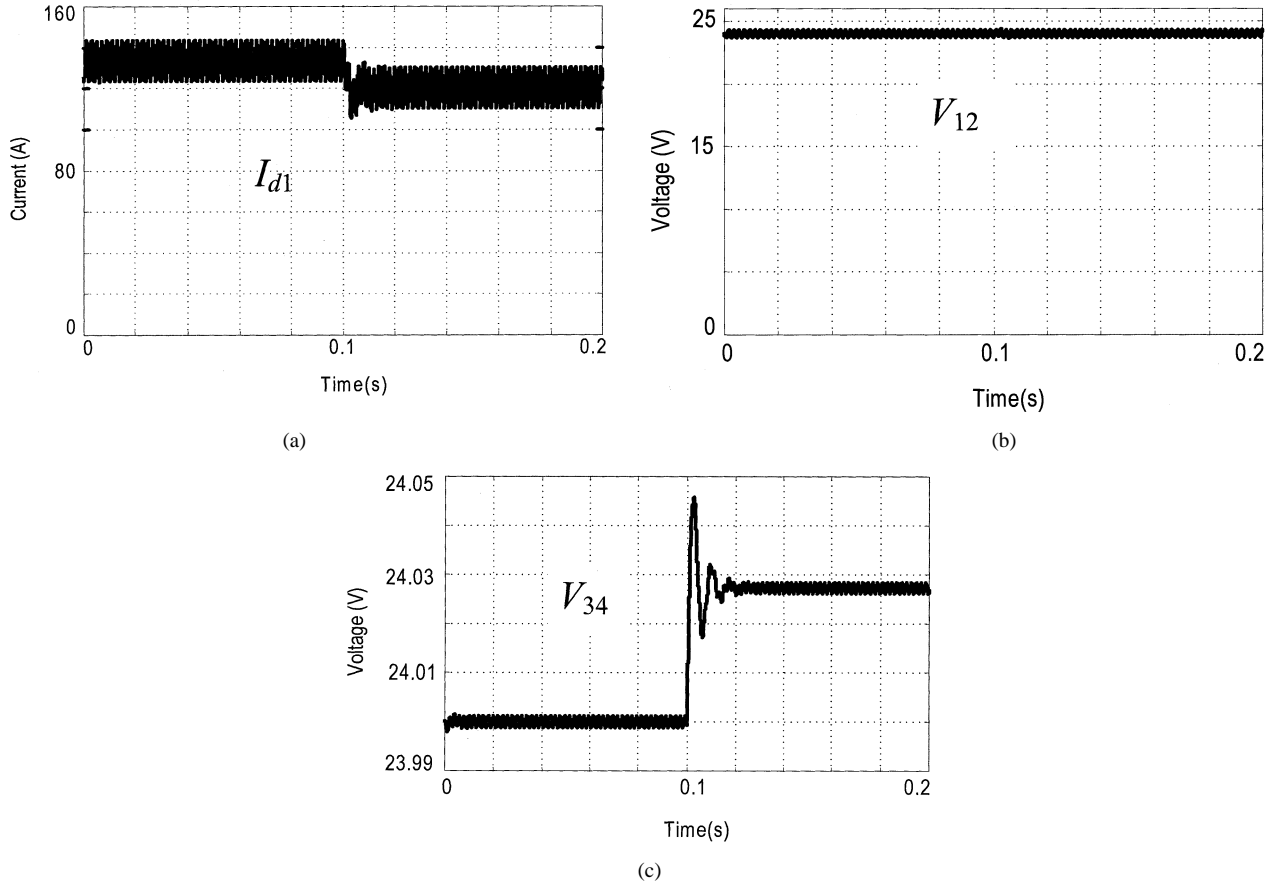 160
80
0
Current (A)
I_{d1}
0
0.1
0.2
Time(s)
(a)
25
15
0
Voltage (V)
V_{12}
0
0.1
0.2
Time(s)
(b)
24.05
24.03
24.01
23.99
Voltage (V)
V_{34}
0
0.1
0.2
Time(s)
(c)